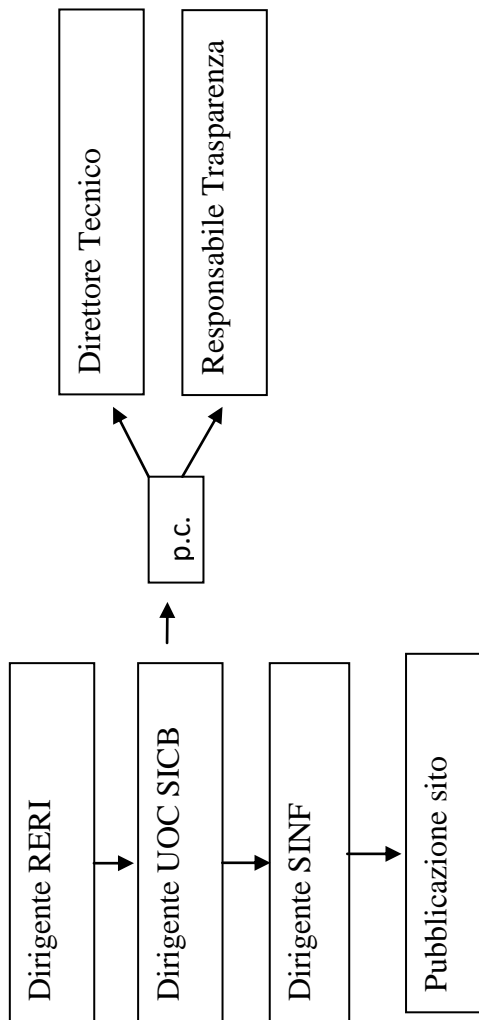 Dirigente RERI
Dirigente UOC SICB
Dirigente SINF
Pubblicazione sito
p.c.
Direttore Tecnico
Responsabile Trasparenza